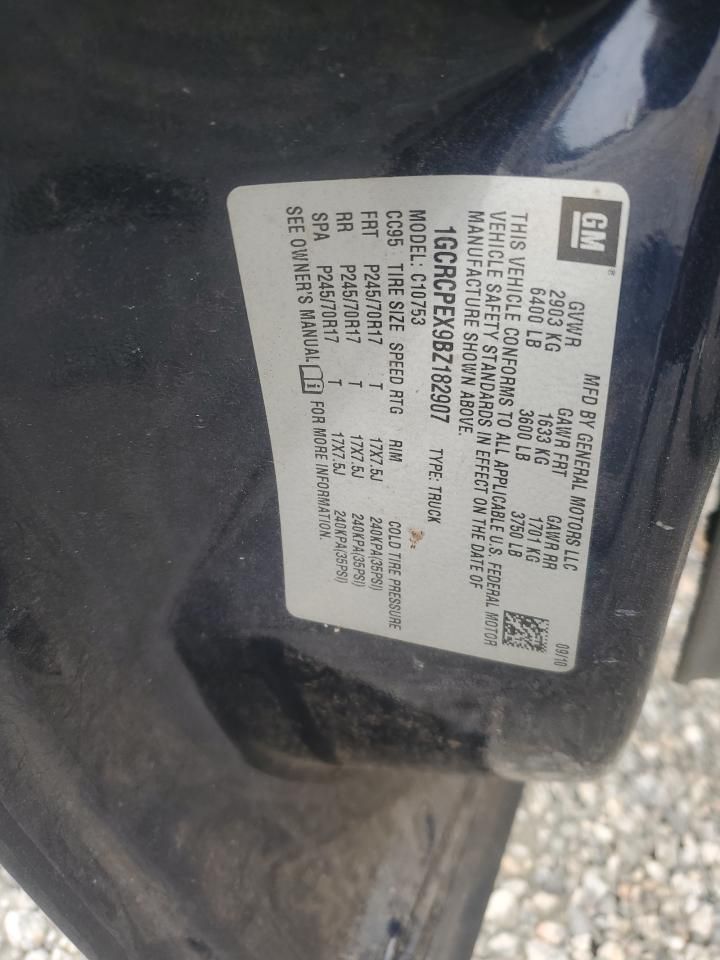 GM®
MFD BY GENERAL MOTORS LLC 09/10
GVWR GAWR FRT GAWR RR
2903 KG 1633 KG 1701 KG
6400 LB 3600 LB 3750 LB
THIS VEHICLE CONFORMS TO ALL APPLICABLE U.S. FEDERAL MOTOR
VEHICLE SAFETY STANDARDS IN EFFECT ON THE DATE OF
MANUFACTURE SHOWN ABOVE.
1GCRCPEX9BZ182907 TYPE: TRUCK
MODEL: C10753
CC95 TIRE SIZE SPEED RTG RIM COLD TIRE PRESSURE
FRT P245/70R17 T 17X7.5J 240KPA(35PSI)
RR P245/70R17 T 17X7.5J 240KPA(35PSI)
SPA P245/70R17 T 17X7.5J 240KPA(35PSI)
SEE OWNER'S MANUAL FOR MORE INFORMATION.